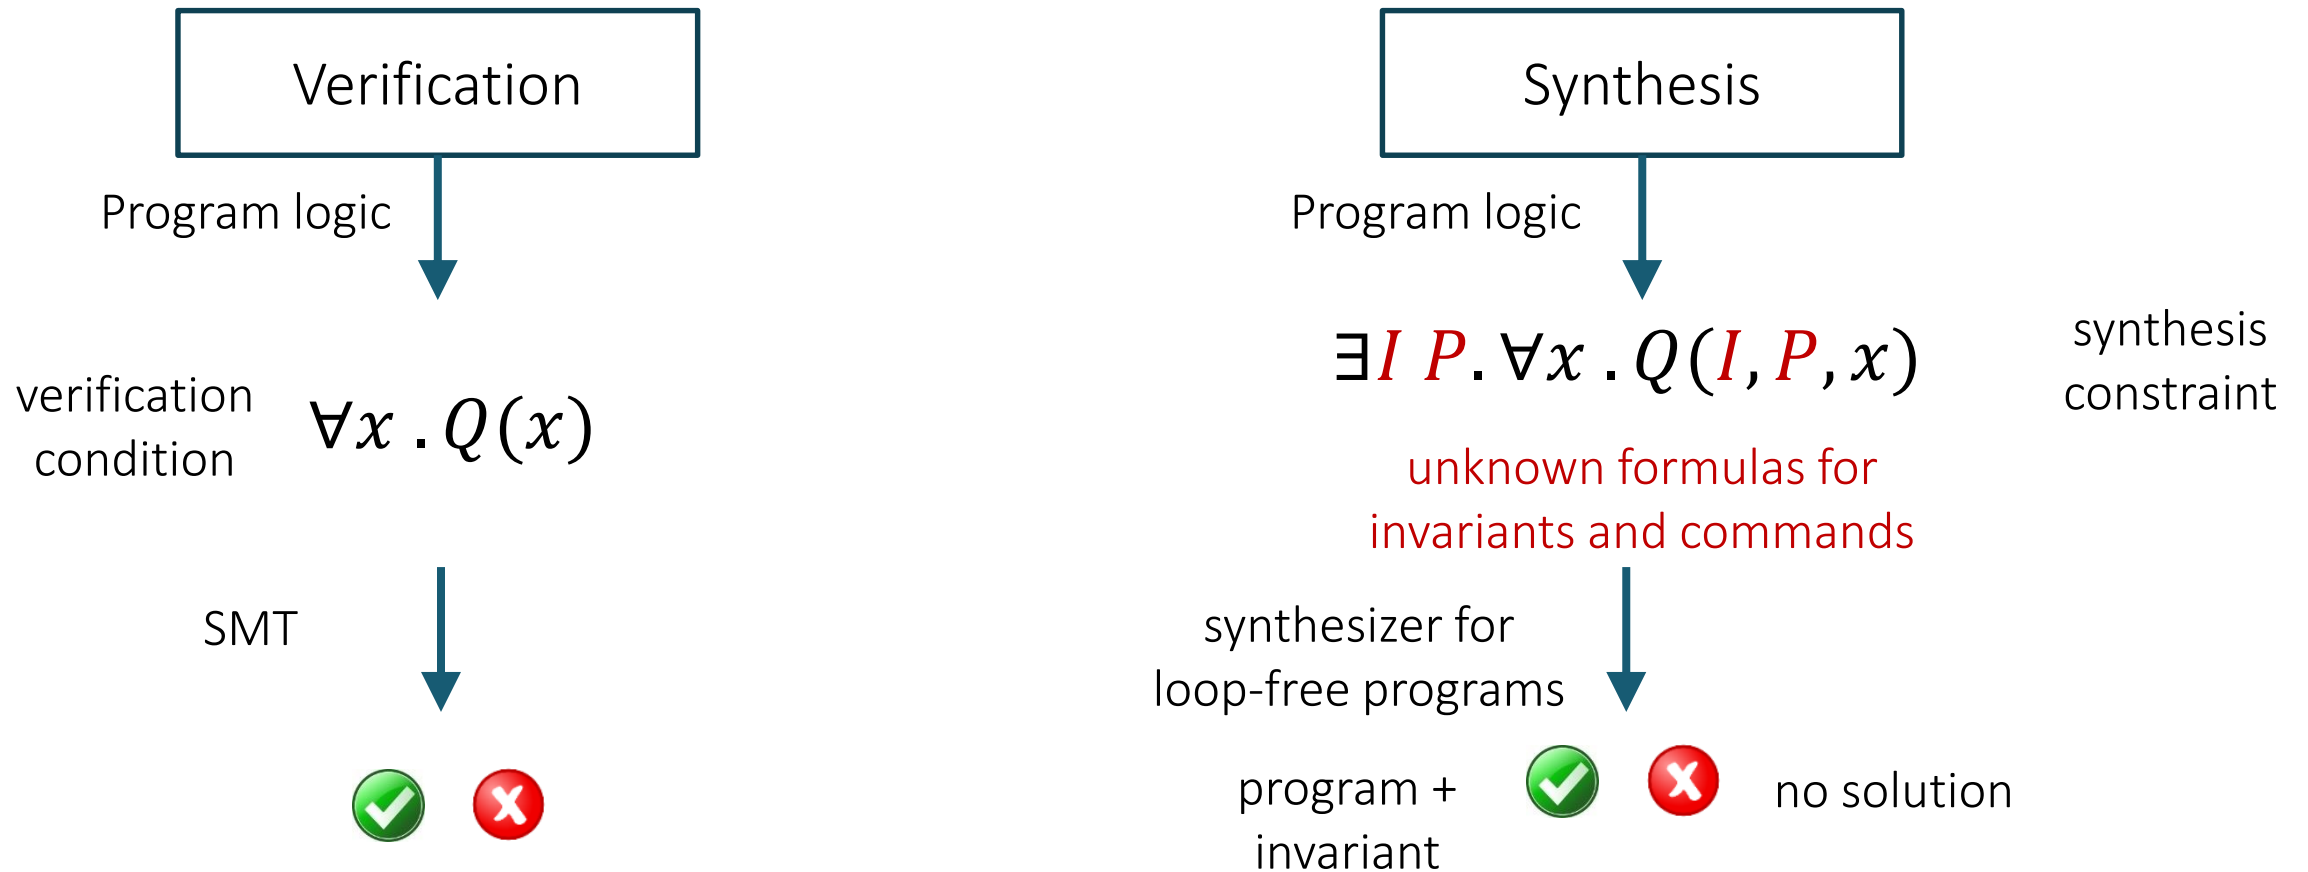 Verification
Program logic
verification
condition
∀x . Q(x)
SMT
Synthesis
Program logic
∃I P. ∀x . Q(I, P, x)
synthesis
constraint
unknown formulas for
invariants and commands
synthesizer for
loop-free programs
program +
invariant
no solution